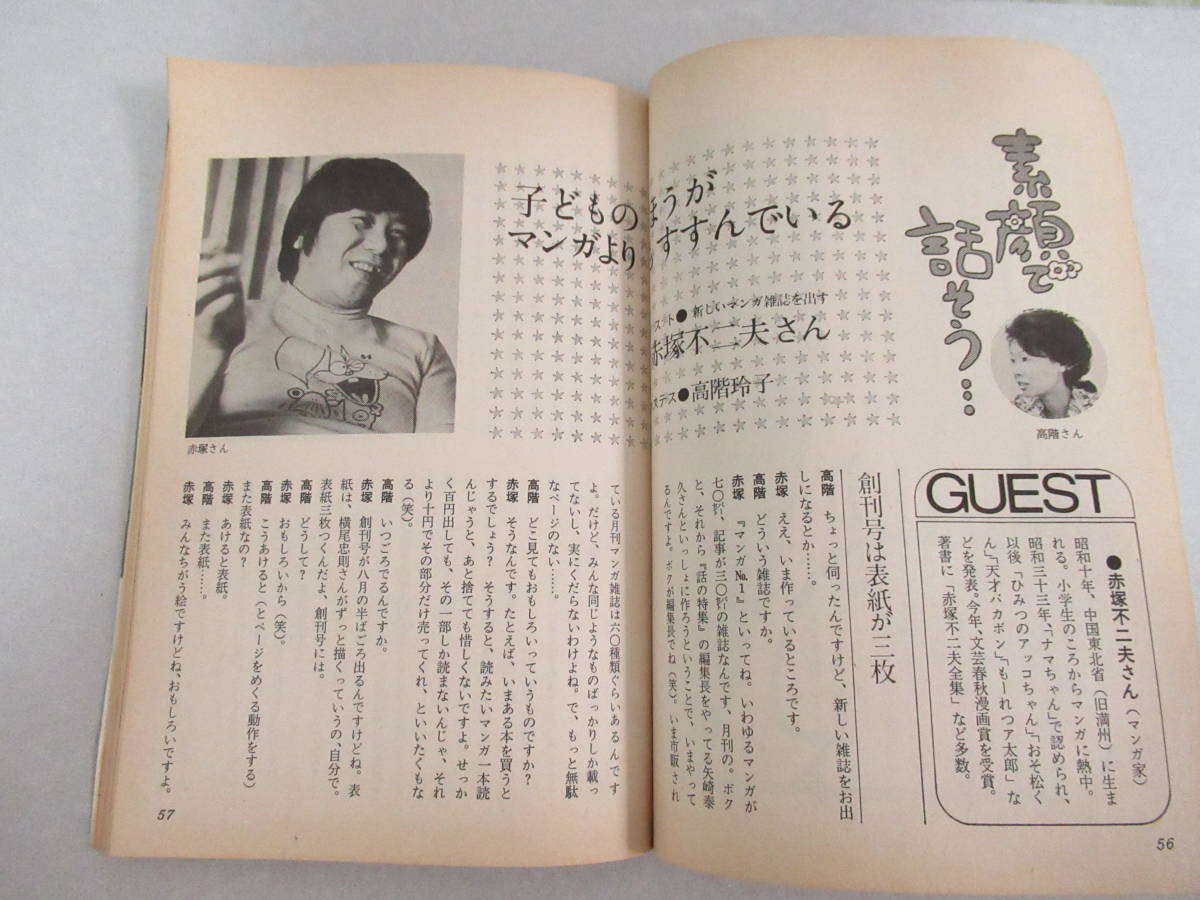 素顔で
話そう…
高階さん
子どものほうが
マンガよりすすんでいる
スト●新しいマンガ雑誌を出す
赤塚不二夫さん
ステス●高階玲子
GUEST
●赤塚不二夫さん（マンガ家）
昭和十年、中国東北省（旧満州）に生ま
れる。小学生のころからマンガに熱中。
昭和三十三年、「ナマちゃん」で認められ、
以後「ひみつのアッコちゃん」「おそ松く
ん」「天才バカボン」「もーれつア太郎」な
どを発表。今年、文芸春秋漫画賞を受賞。
著書に「赤塚不二夫全集」など多数。
創刊号は表紙が三枚
高階　ちょっと伺ったんですけど、新しい雑誌をお出
しになるとか……。
赤塚　ええ、いま作っているところです。
高階　どういう雑誌ですか。
赤塚　『マンガNo.1』といってね。いわゆるマンガが
七〇㌫、記事が三〇㌫の雑誌なんです、月刊の。ボク
と、それから『話の特集』の編集長をやってる矢崎泰
久さんといっしょに作ろうということで、いまやって
るんですよ。ボクが編集長でね（笑）。いま市販され
56
赤塚さん
ている月刊マンガ雑誌は六〇種類ぐらいあるんです
よ。だけど、みんな同じようなものばっかりしか載っ
てないし、実にくだらないわけよね。で、もっと無駄
なページのない……。
高階　どこ見てもおもしろいっていうものですか？
赤塚　そうなんです。たとえば、いまある本を買うと
するでしょう？　そうすると、読みたいマンガ一本読
んじゃうと、あと捨てても惜しくないですよ。せっか
く百円出しても、その一部しか読まないんじゃ、それ
より十円でその部分だけ売ってくれ、といいたくもな
る（笑）。
高階　いつごろでるんですか。
赤塚　創刊号が八月の半ばごろ出るんですけどね。表
紙は、横尾忠則さんがずっと描くっていうの、自分で。
表紙三枚つくんだよ、創刊号には。
高階　どうして？
赤塚　おもしろいから（笑）。
高階　こうあけると（とページをめくる動作をする）
また表紙なの？
赤塚　あけると表紙。
高階　また表紙……。
赤塚　みんなちがう絵ですけどね、おもしろいですよ。
57